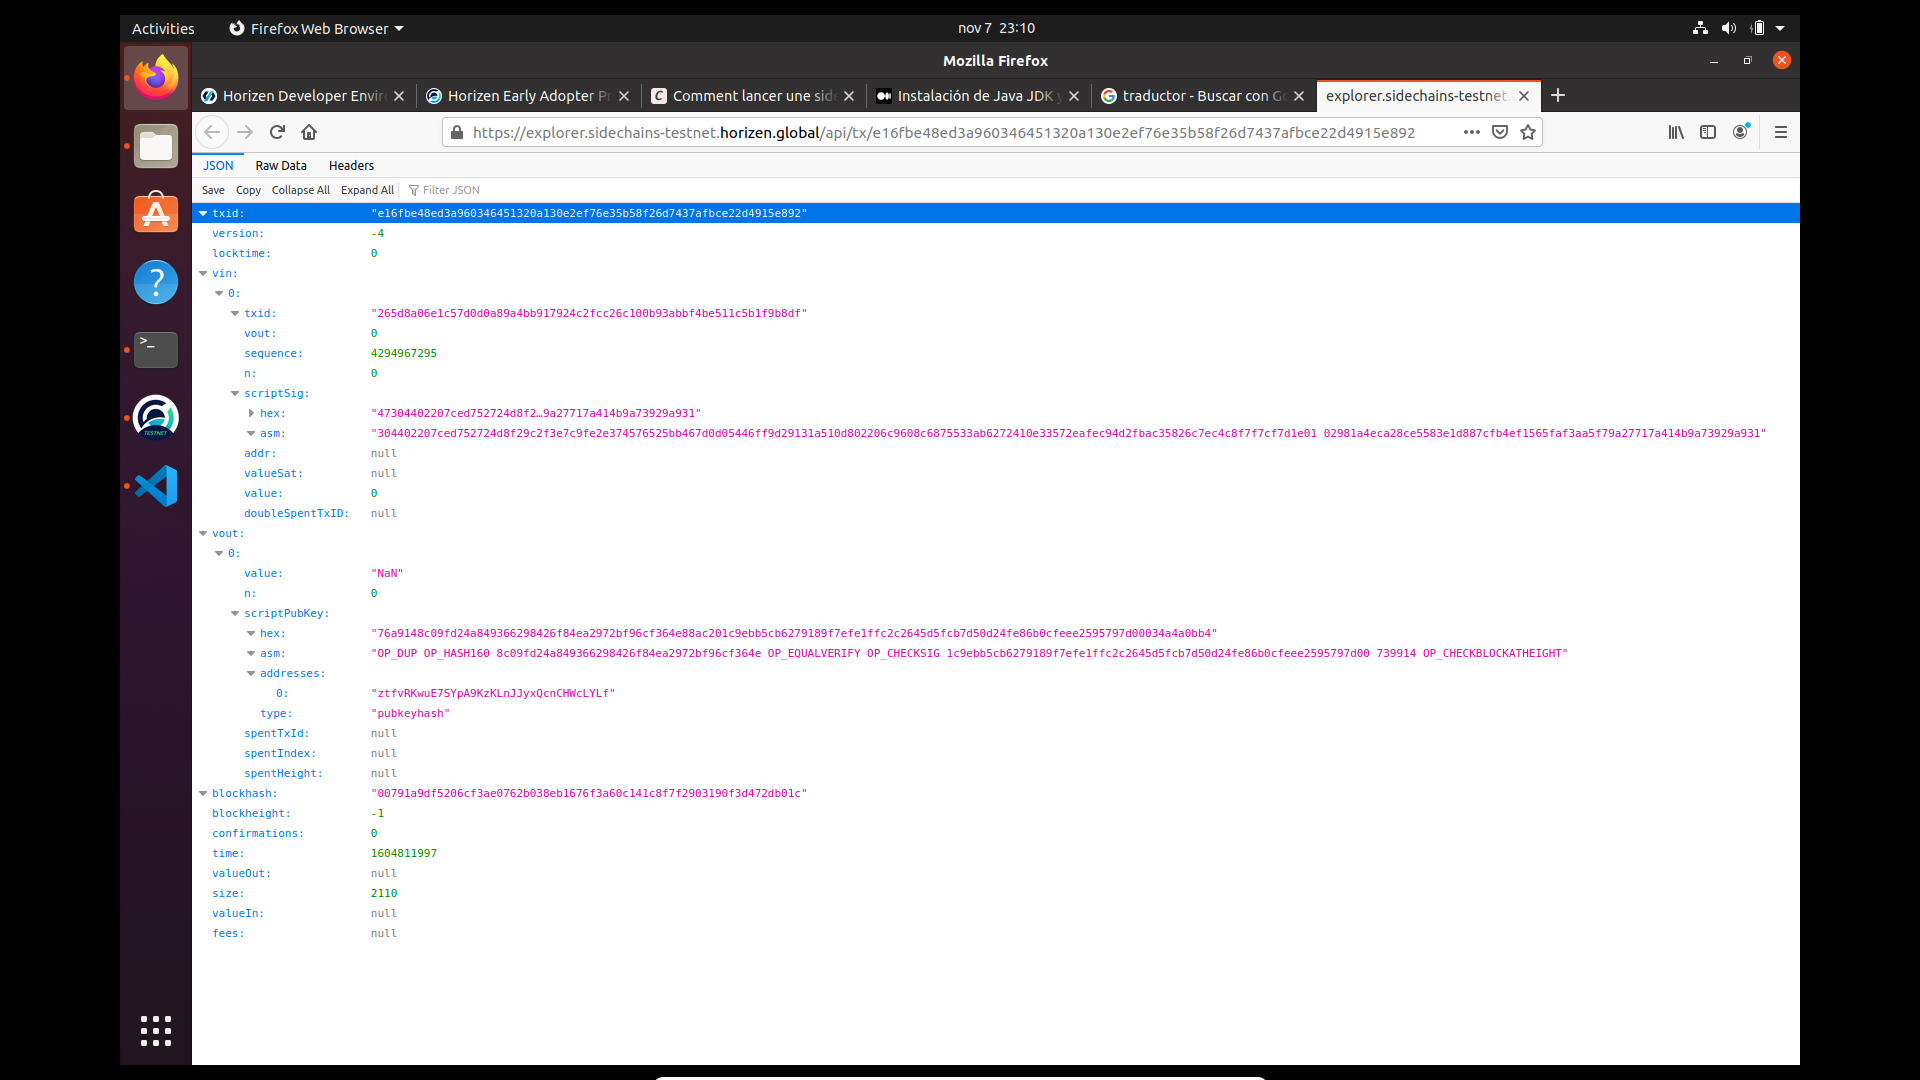 Activities
Firefox Web Browser
nov 7 23:10
Mozilla Firefox
Horizen Developer Envir
Horizen Early Adopter Pr
Comment lancer une side
Instalación de Java JDK y
traductor - Buscar con Go
explorer.sidechains-testnet.
https://explorer.sidechains-testnet.horizen.global/api/tx/e16fbe48ed3a960346451320a130e2ef76e35b58f26d7437afbce22d4915e892
JSON Raw Data Headers
Save Copy Collapse All Expand All Filter JSON
txid: "e16fbe48ed3a960346451320a130e2ef76e35b58f26d7437afbce22d4915e892"
version: -4
locktime: 0
vin:
0:
txid: "265d8a06e1c57d0d0a89a4bb917924c2fcc26c100b93abbf4be511c5b1f9b8df"
vout: 0
sequence: 4294967295
n: 0
scriptSig:
hex: "47304402207ced752724d8f2…9a27717a414b9a73929a931"
asm: "304402207ced752724d8f29c2f3e7c9fe2e374576525bb467d0d05446ff9d29131a510d802206c9608c6875533ab6272410e33572eafec94d2fbac35826c7ec4c8f7f7cf7d1e01 02981a4eca28ce5583e1d887cfb4ef1565faf3aa5f79a27717a414b9a73929a931"
addr: null
valueSat: null
value: 0
doubleSpentTxID: null
vout:
0:
value: "NaN"
n: 0
scriptPubKey:
hex: "76a9148c09fd24a849366298426f84ea2972bf96cf364e88ac201c9ebb5cb6279189f7efe1ffc2c2645d5fcb7d50d24fe86b0cfeee2595797d00034a4a0bb4"
asm: "OP_DUP OP_HASH160 8c09fd24a849366298426f84ea2972bf96cf364e OP_EQUALVERIFY OP_CHECKSIG 1c9ebb5cb6279189f7efe1ffc2c2645d5fcb7d50d24fe86b0cfeee2595797d00 739914 OP_CHECKBLOCKATHEIGHT"
addresses:
0: "ztfvRKwuE7SYpA9KzKLnJJyxQcnCHWcLYLf"
type: "pubkeyhash"
spentTxId: null
spentIndex: null
spentHeight: null
blockhash: "00791a9df5206cf3ae0762b038eb1676f3a60c141c8f7f2903190f3d472db01c"
blockheight: -1
confirmations: 0
time: 1604811997
valueOut: null
size: 2110
valueIn: null
fees: null
TESTNET